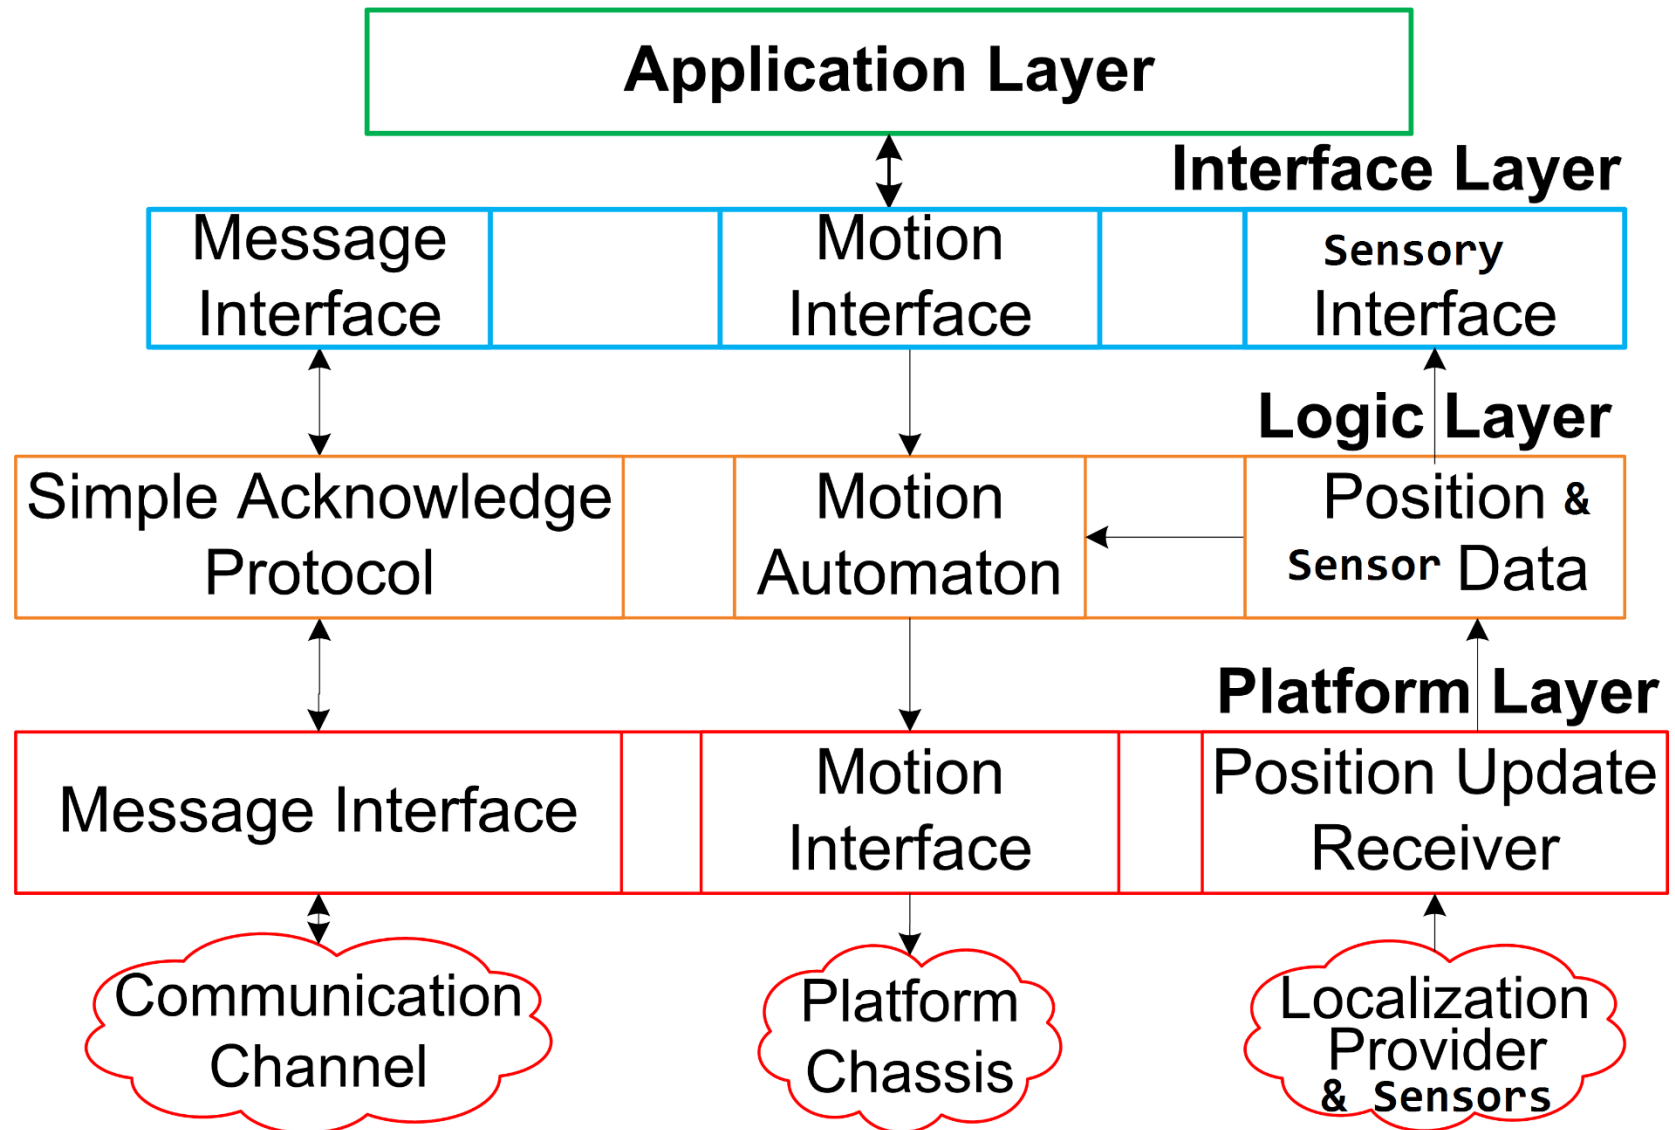 Application Layer
Interface Layer
Message
Interface
Motion
Interface
Sensory
Interface
Logic Layer
Simple Acknowledge
Protocol
Motion
Automaton
Position &
Sensor Data
Platform Layer
Message Interface
Motion
Interface
Position Update
Receiver
Communication
Channel
Platform
Chassis
Localization
Provider
& Sensors